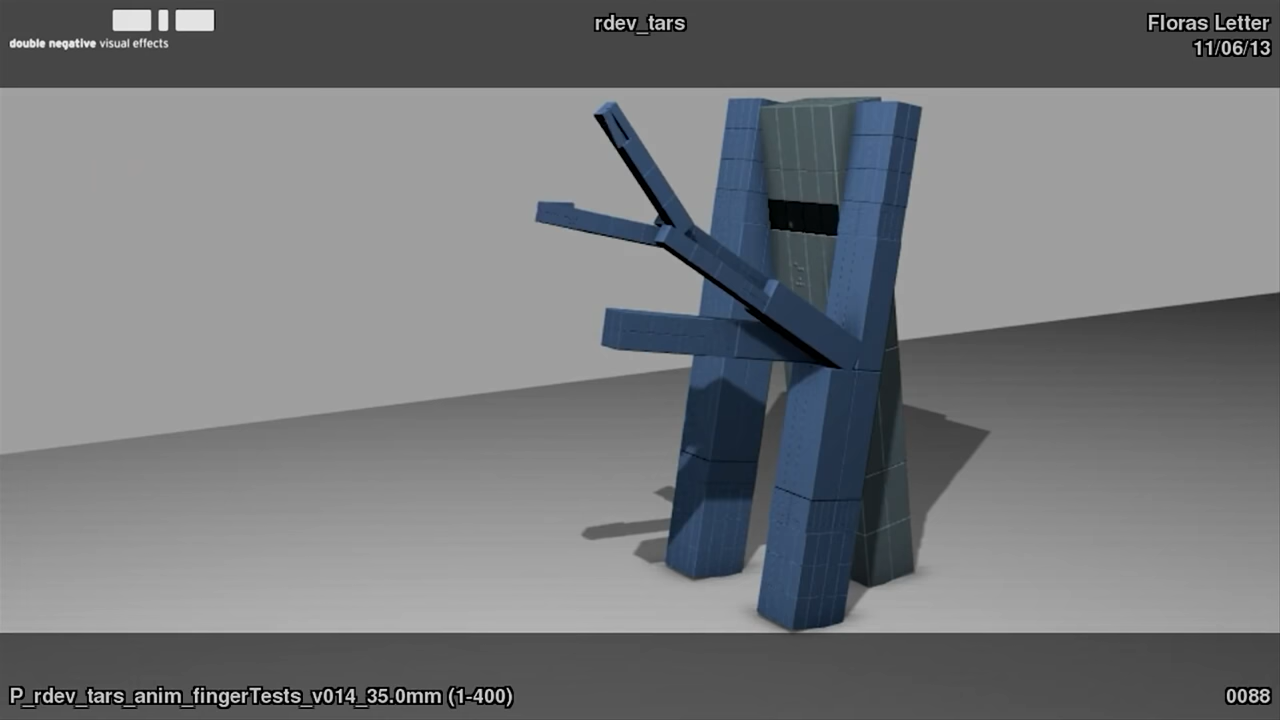 double negative visual effects
rdev_tars
Floras Letter
11/06/13
P_rdev_tars_anim_fingerTests_v014_35.0mm (1-400)
0088